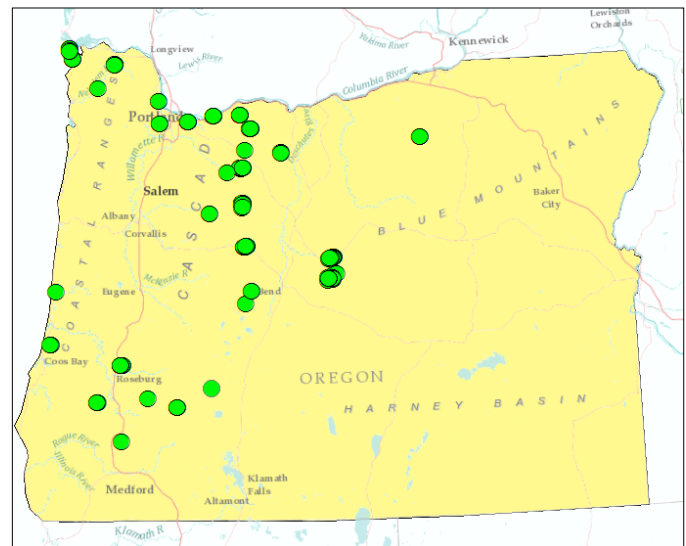 Lewiston
Orchards
Longview
Lewis River
Yakima River
Kennewick
Columbia River
Portland
Willamette R
Deschutes
COASTAL RANGES
CASCAD
BLUE MOUNTAINS
Salem
Baker
City
Albany
Corvallis
McKenzie R
Eugene
Bend
Coos Bay
Roseburg
OREGON
HARNEY BASIN
Rogue River
Illinois River
Medford
Klamath
Falls
Altamont
Klamath R